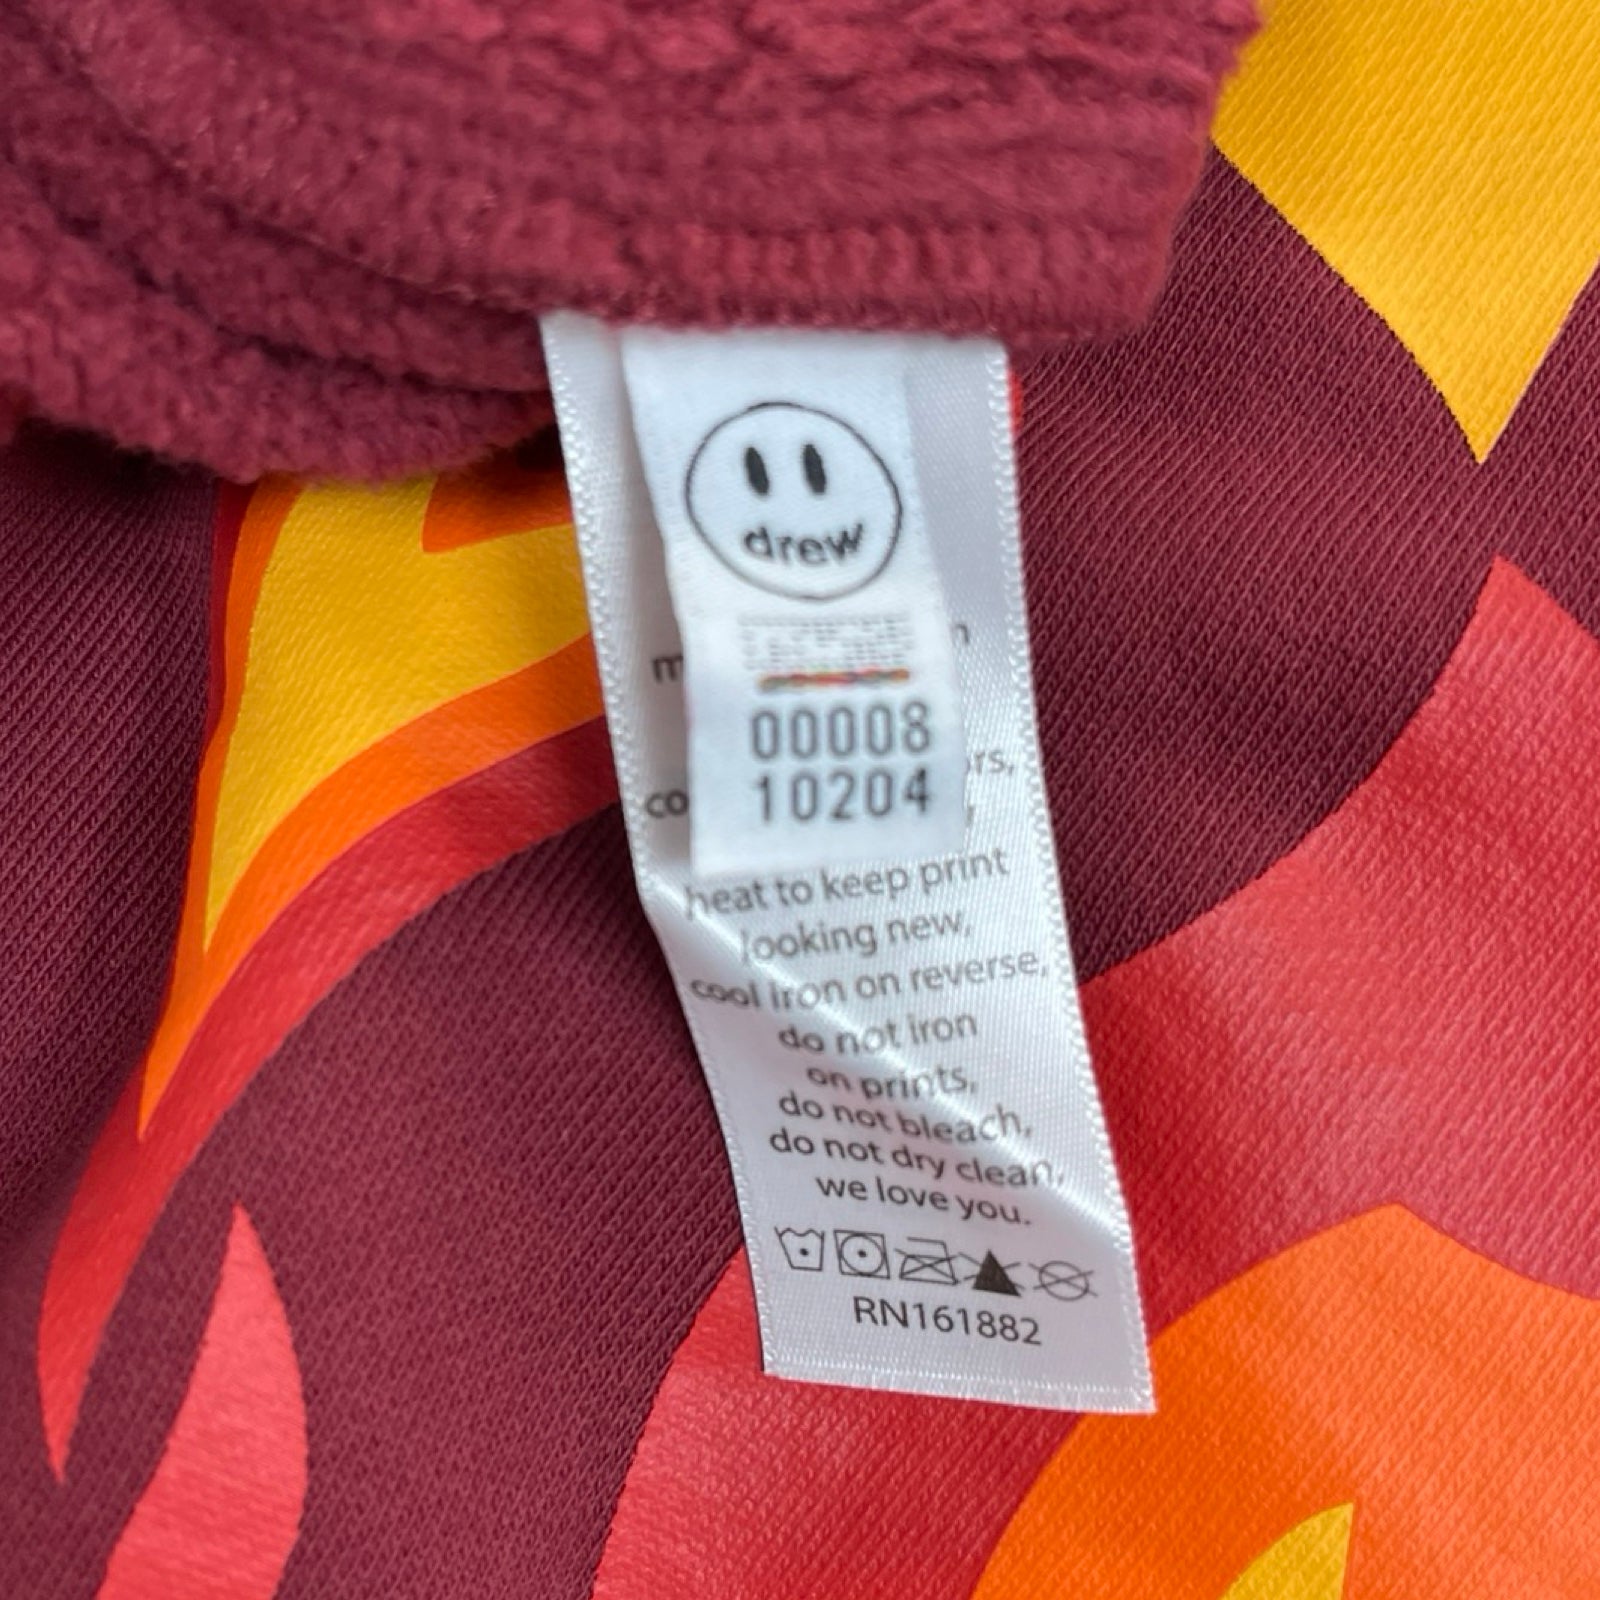 drew
00008
10204
co
heat to keep print
looking new,
cool iron on reverse,
do not iron
on prints,
do not bleach,
do not dry clean,
we love you.
RN161882